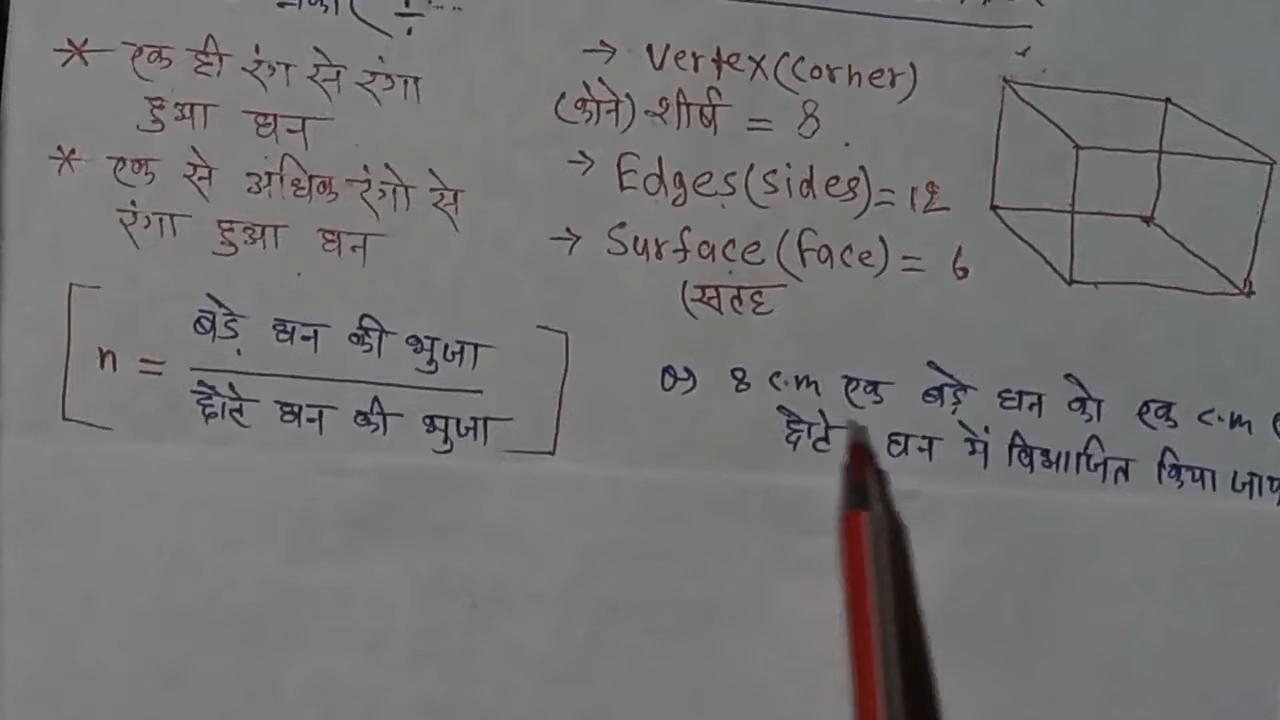 * एक ही रंग से रंगा
हुआ घन
* एक से अधिक रंगो से
रंगा हुआ घन
[n = बड़े घन की भुजा
छोटे घन की भुजा]
→ Vertex(Corner)
(कोने) शीर्ष = 8
→ Edges(sides)=12
→ Surface(face) = 6
(सतह
Q→ 8 c.m एक बड़े घन को एक c.m
छोटे घन में विभाजित किया जाए